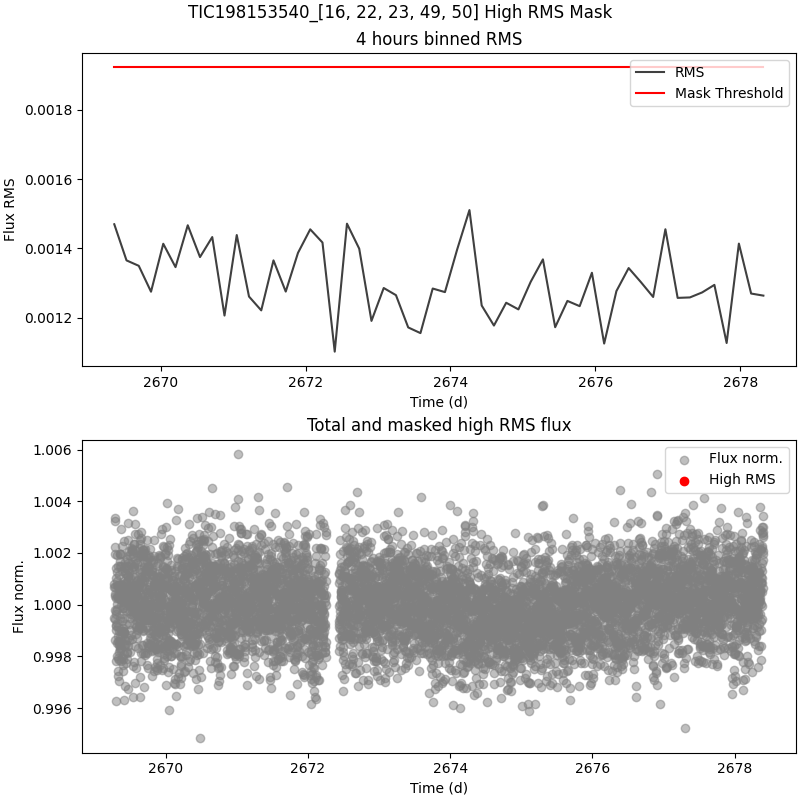 TIC198153540_[16, 22, 23, 49, 50] High RMS Mask
4 hours binned RMS
RMS
Mask Threshold
Flux RMS
0.0018
0.0016
0.0014
0.0012
2670
2672
2674
2676
2678
Time (d)
Total and masked high RMS flux
Flux norm.
High RMS
Flux norm.
1.006
1.004
1.002
1.000
0.998
0.996
2670
2672
2674
2676
2678
Time (d)